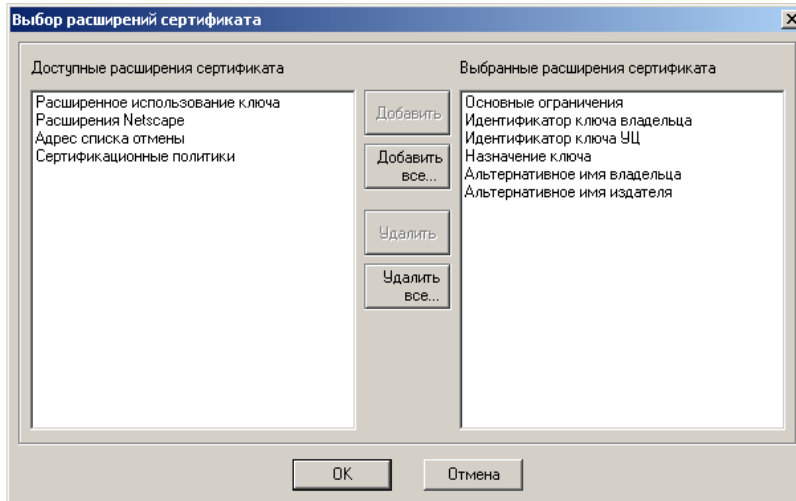 Выбор расширений сертификата
Доступные расширения сертификата
Выбранные расширения сертификата
Расширенное использование ключа
Расширения Netscape
Адрес списка отмены
Сертификационные политики
Добавить
Добавить
все...
Удалить
Удалить
все...
Основные ограничения
Идентификатор ключа владельца
Идентификатор ключа УЦ
Назначение ключа
Альтернативное имя владельца
Альтернативное имя издателя
OK
Отмена